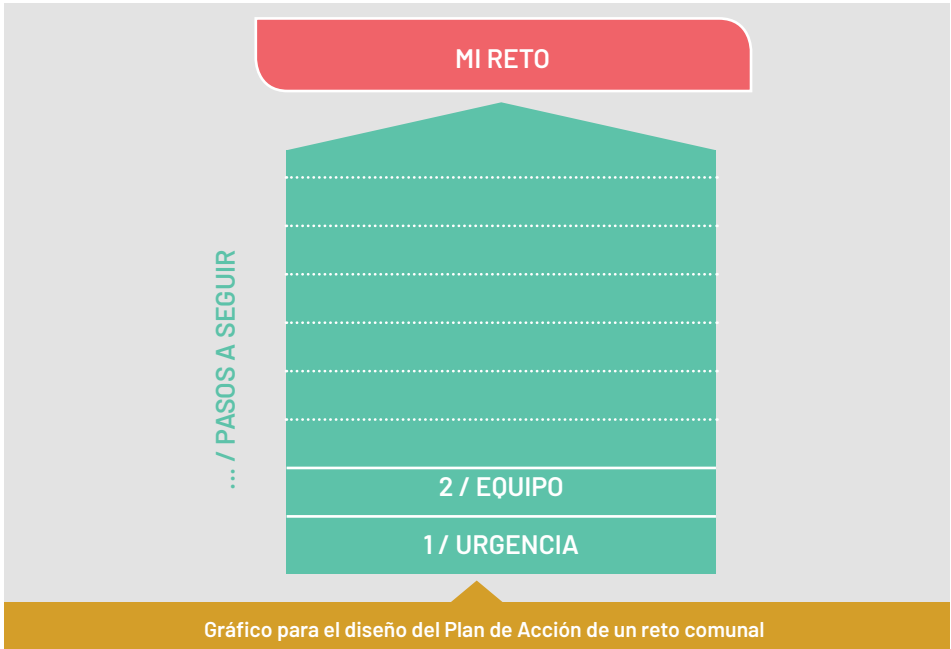 MI RETO
... / PASOS A SEGUIR
2 / EQUIPO
1 / URGENCIA
Gráfico para el diseño del Plan de Acción de un reto comunal